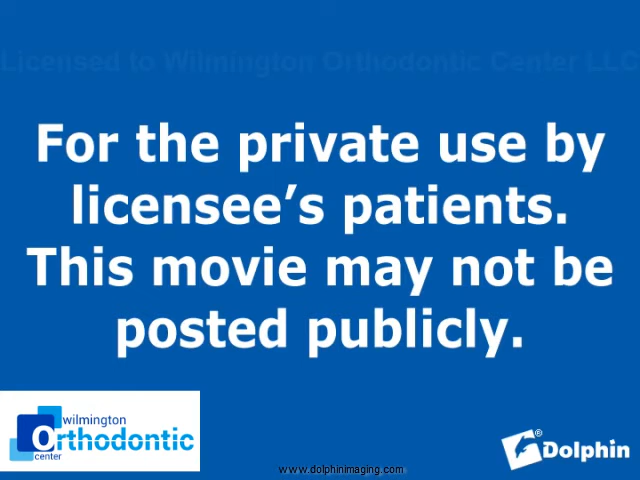 Licensed to Wilmington Orthodontic Center LLC
For the private use by
licensee’s patients.
This movie may not be
posted publicly.
wilmington
Orthodontic
center
www.dolphinimaging.com
®
Dolphin